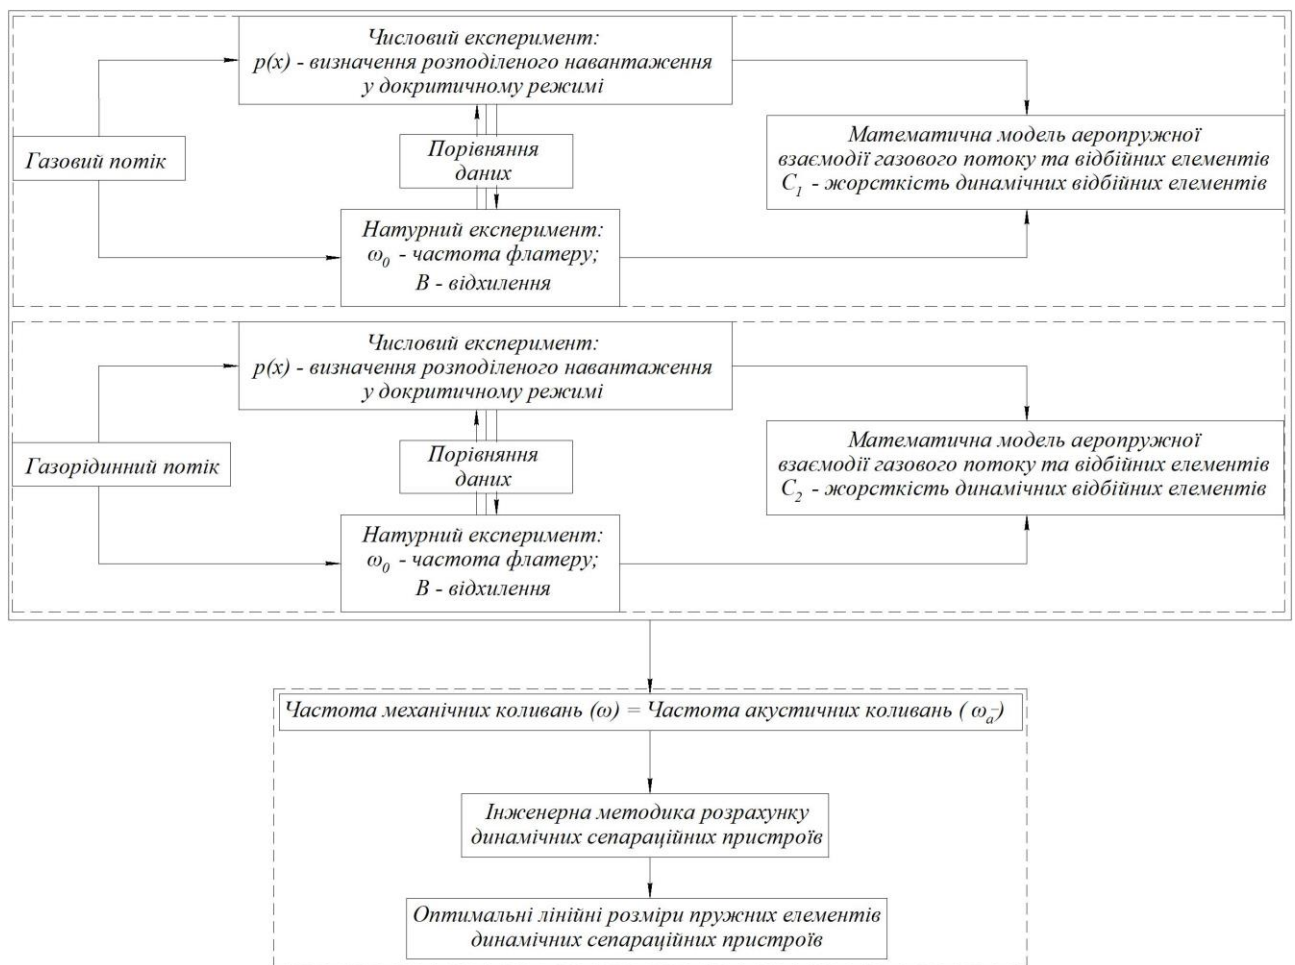 Числовий експеримент:
p(x) - визначення розподіленого навантаження
у докритичному режимі
Газовий потік
Порівняння
даних
Математична модель аеропружної
взаємодії газового потоку та відбійних елементів
C₁ - жорсткість динамічних відбійних елементів
Натурний експеримент:
ω₀ - частота флатеру;
B - відхилення
Числовий експеримент:
p(x) - визначення розподіленого навантаження
у докритичному режимі
Газорідинний потік
Порівняння
даних
Математична модель аеропружної
взаємодії газового потоку та відбійних елементів
C₂ - жорсткість динамічних відбійних елементів
Натурний експеримент:
ω₀ - частота флатеру;
B - відхилення
Частота механічних коливань (ω) = Частота акустичних коливань ( ωₐ-)
Інженерна методика розрахунку
динамічних сепараційних пристроїв
Оптимальні лінійні розміри пружних елементів
динамічних сепараційних пристроїв